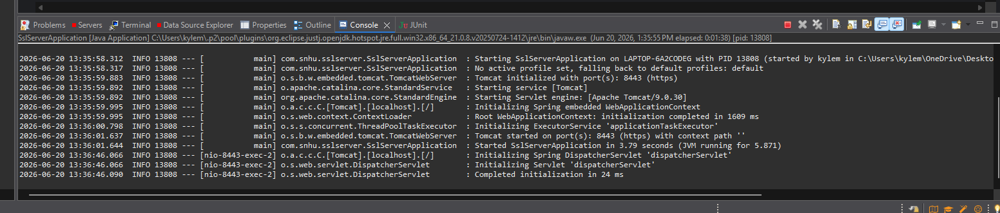 Problems Servers Terminal Data Source Explorer Properties Outline Console JUnit
SslServerApplication [Java Application] C:\Users\kylem\.p2\pool\plugins\org.eclipse.justj.openjdk.hotspot.jre.full.win32.x86_64_21.0.8.v20250724-1412\jre\bin\javaw.exe (Jun 20, 2026, 1:35:55 PM elapsed: 0:01:38) [pid: 13808]
2026-06-20 13:35:58.312  INFO 13808 --- [           main] com.snhu.sslserver.SslServerApplication  : Starting SslServerApplication on LAPTOP-6A2CODEG with PID 13808 (started by kylem in C:\Users\kylem\OneDrive\Deskto
2026-06-20 13:35:58.317  INFO 13808 --- [           main] com.snhu.sslserver.SslServerApplication  : No active profile set, falling back to default profiles: default
2026-06-20 13:35:59.883  INFO 13808 --- [           main] o.s.b.w.embedded.tomcat.TomcatWebServer  : Tomcat initialized with port(s): 8443 (https)
2026-06-20 13:35:59.892  INFO 13808 --- [           main] o.apache.catalina.core.StandardService   : Starting service [Tomcat]
2026-06-20 13:35:59.892  INFO 13808 --- [           main] org.apache.catalina.core.StandardEngine  : Starting Servlet engine: [Apache Tomcat/9.0.30]
2026-06-20 13:35:59.995  INFO 13808 --- [           main] o.a.c.c.C.[Tomcat].[localhost].[/]       : Initializing Spring embedded WebApplicationContext
2026-06-20 13:35:59.995  INFO 13808 --- [           main] o.s.web.context.ContextLoader            : Root WebApplicationContext: initialization completed in 1609 ms
2026-06-20 13:36:00.798  INFO 13808 --- [           main] o.s.s.concurrent.ThreadPoolTaskExecutor  : Initializing ExecutorService 'applicationTaskExecutor'
2026-06-20 13:36:01.637  INFO 13808 --- [           main] o.s.b.w.embedded.tomcat.TomcatWebServer  : Tomcat started on port(s): 8443 (https) with context path ''
2026-06-20 13:36:01.644  INFO 13808 --- [           main] com.snhu.sslserver.SslServerApplication  : Started SslServerApplication in 3.79 seconds (JVM running for 5.871)
2026-06-20 13:36:46.066  INFO 13808 --- [nio-8443-exec-2] o.a.c.c.C.[Tomcat].[localhost].[/]       : Initializing Spring DispatcherServlet 'dispatcherServlet'
2026-06-20 13:36:46.066  INFO 13808 --- [nio-8443-exec-2] o.s.web.servlet.DispatcherServlet        : Initializing Servlet 'dispatcherServlet'
2026-06-20 13:36:46.090  INFO 13808 --- [nio-8443-exec-2] o.s.web.servlet.DispatcherServlet        : Completed initialization in 24 ms